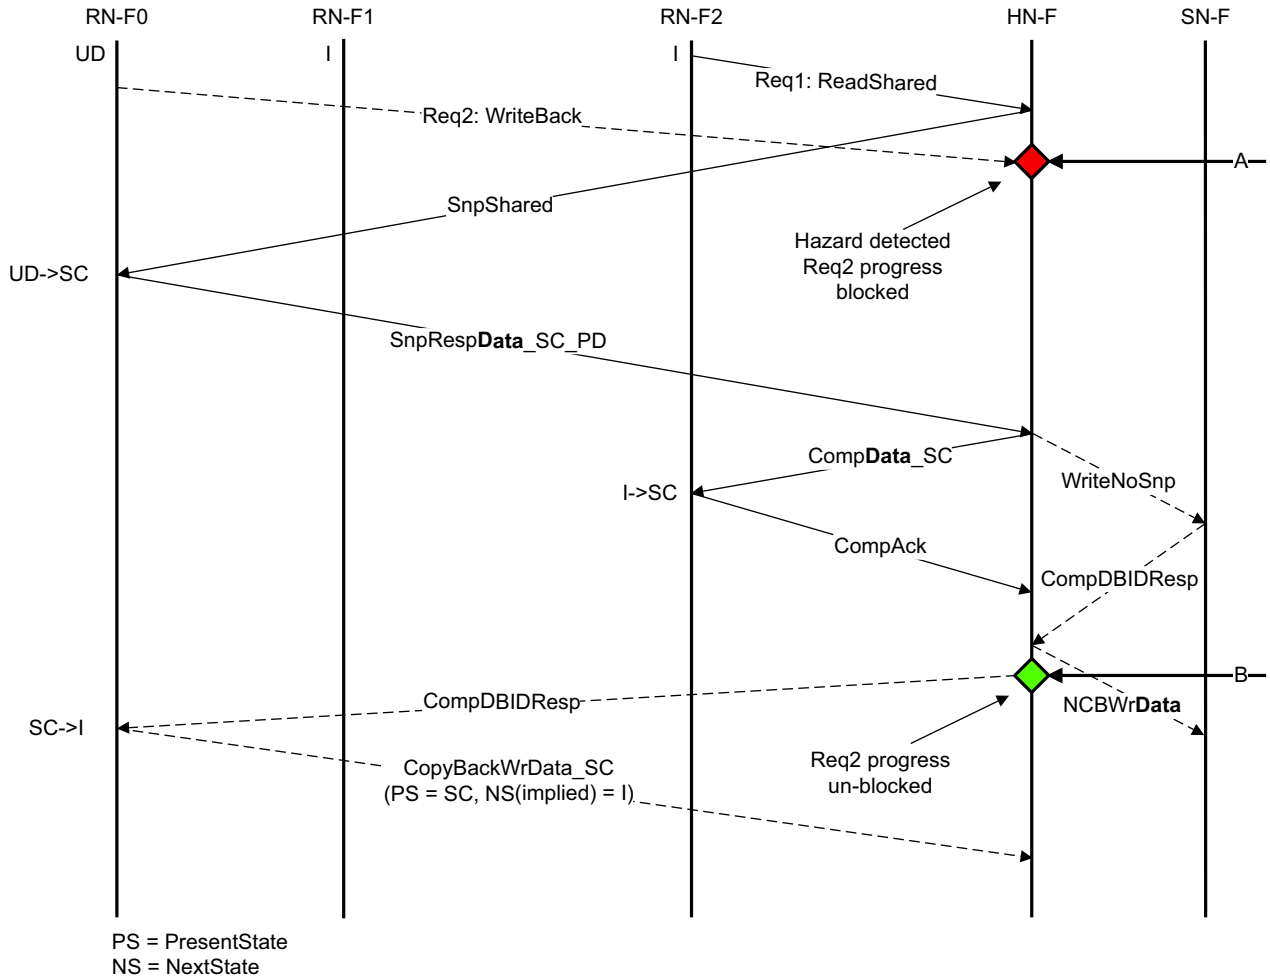 RN-F0 RN-F1 RN-F2 HN-F SN-F
UD I I
Req1: ReadShared
Req2: WriteBack
A
SnpShared
Hazard detected
Req2 progress
blocked
UD->SC
SnpRespData_SC_PD
CompData_SC
WriteNoSnp
I->SC
CompAck
CompDBIDResp
B
CompDBIDResp
NCBWrData
SC->I
Req2 progress
un-blocked
CopyBackWrData_SC
(PS = SC, NS(implied) = I)
PS = PresentState
NS = NextState